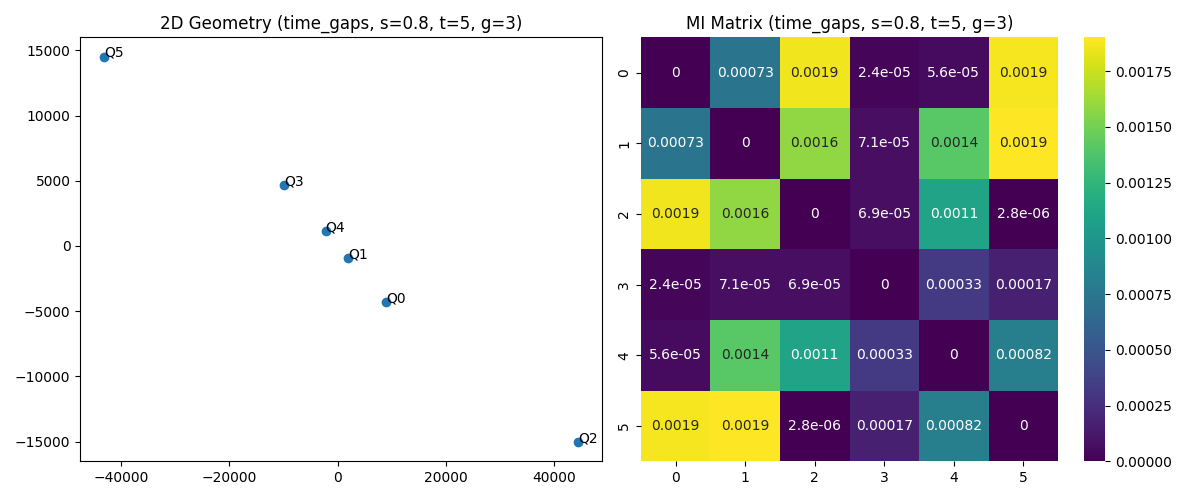 2D Geometry (time_gaps, s=0.8, t=5, g=3)
15000
10000
5000
0
−5000
−10000
−15000
−40000 −20000 0 20000 40000
Q5
Q3
Q4
Q1
Q0
Q2
MI Matrix (time_gaps, s=0.8, t=5, g=3)
0 0 0.00073 0.0019 2.4e-05 5.6e-05 0.0019
1 0.00073 0 0.0016 7.1e-05 0.0014 0.0019
2 0.0019 0.0016 0 6.9e-05 0.0011 2.8e-06
3 2.4e-05 7.1e-05 6.9e-05 0 0.00033 0.00017
4 5.6e-05 0.0014 0.0011 0.00033 0 0.00082
5 0.0019 0.0019 2.8e-06 0.00017 0.00082 0
0 1 2 3 4 5
0.00175
0.00150
0.00125
0.00100
0.00075
0.00050
0.00025
0.00000